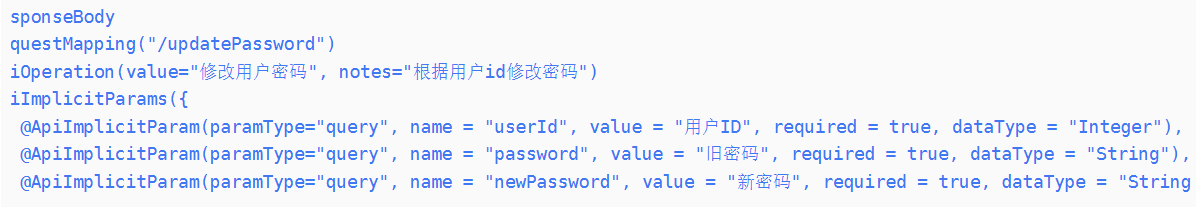 sponseBody
questMapping("/updatePassword")
iOperation(value="修改用户密码", notes="根据用户id修改密码")
iImplicitParams({
@ApiImplicitParam(paramType="query", name = "userId", value = "用户ID", required = true, dataType = "Integer"),
@ApiImplicitParam(paramType="query", name = "password", value = "旧密码", required = true, dataType = "String"),
@ApiImplicitParam(paramType="query", name = "newPassword", value = "新密码", required = true, dataType = "String